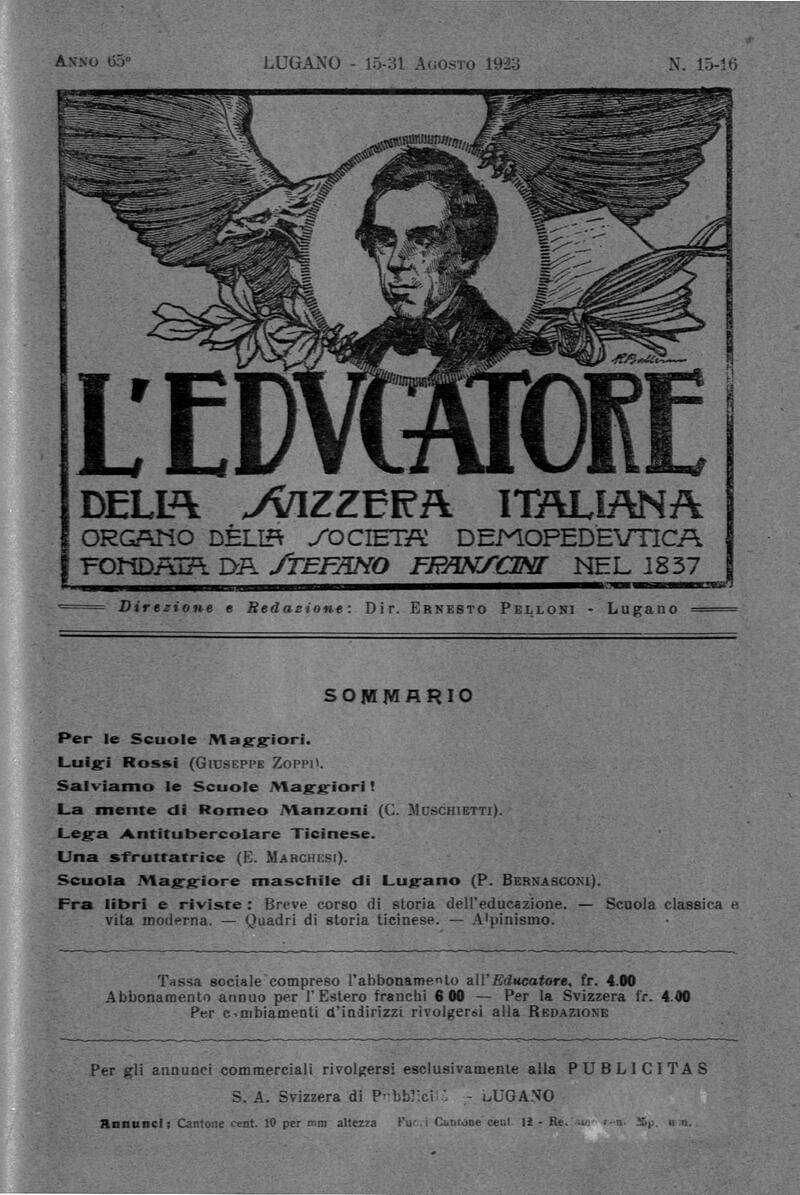 ANNO 65° LUGANO - 15-31 AGOSTO 1923 N. 15-16
R Balleri
L'EDVCATORE
DELLA SVIZZERA ITALIANA
ORGANO DELLA SOCIETA' DEMOPEDEVTICA
FONDATA DA STEFANO FRANSCINI NEL 1837
Direzione e Redazione: Dir. ERNESTO PELLONI - Lugano
SOMMARIO
Per le Scuole Maggiori.
Luigi Rossi (GIUSEPPE ZOPPI).
Salviamo le Scuole Maggiori!
La mente di Romeo Manzoni (C. MUSCHIETTI).
Lega Antitubercolare Ticinese.
Una sfruttatrice (E. MARCHESI).
Scuola Maggiore maschile di Lugano (P. BERNASCONI).
Fra libri e riviste: Breve corso di storia dell'educazione. — Scuola classica e
vita moderna. — Quadri di storia ticinese. — Alpinismo.
Tassa sociale compreso l'abbonamento all'Educatore, fr. 4.00
Abbonamento annuo per l'Estero franchi 6 00 — Per la Svizzera fr. 4.00
Per cambiamenti d'indirizzi rivolgersi alla REDAZIONE
Per gli annunci commerciali rivolgersi esclusivamente alla PUBLICITAS
S. A. Svizzera di Pubblicità - LUGANO
Annunci: Cantone cent. 10 per mm altezza Fuori Cantone cent. 12 -